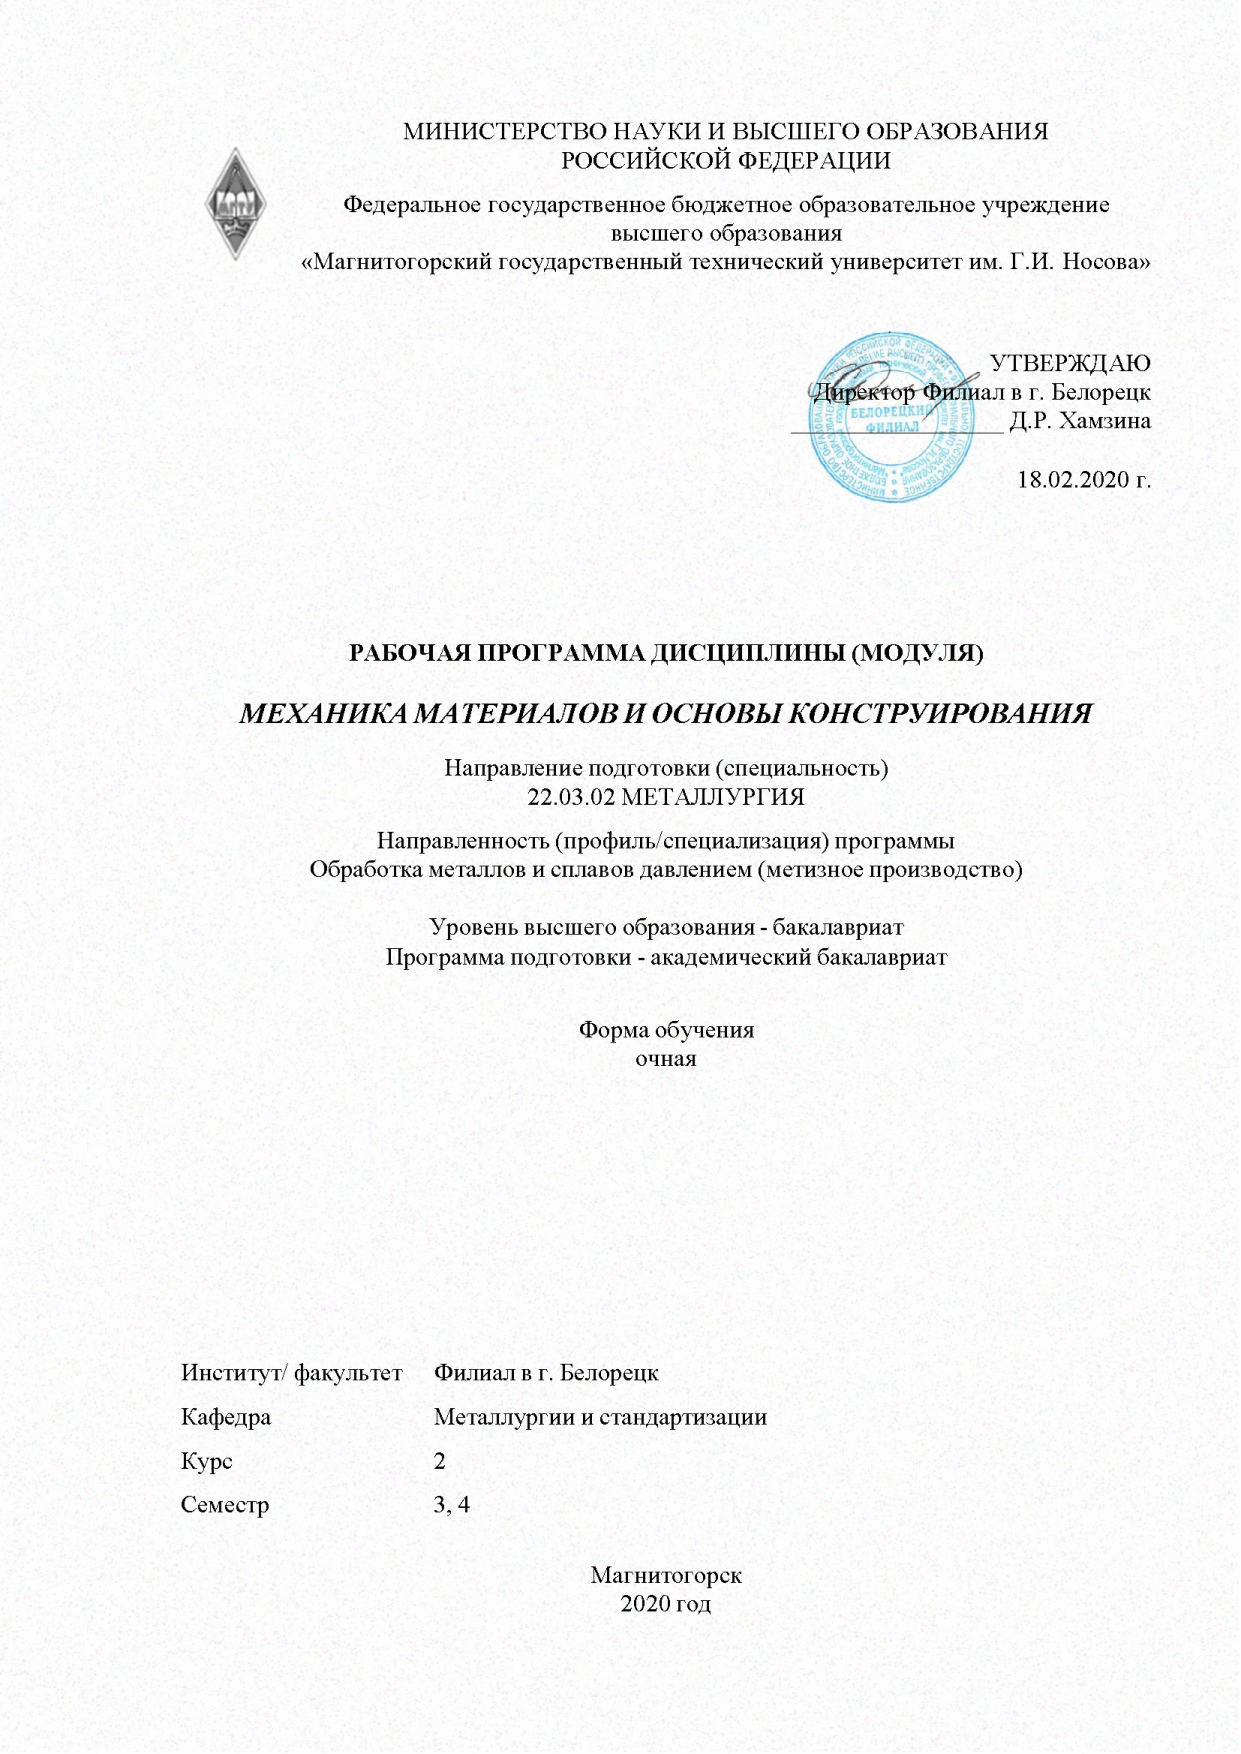 МИНИСТЕРСТВО НАУКИ И ВЫСШЕГО ОБРАЗОВАНИЯ
РОССИЙСКОЙ ФЕДЕРАЦИИ
МГТУ
Федеральное государственное бюджетное образовательное учреждение
высшего образования
«Магнитогорский государственный технический университет им. Г.И. Носова»
УТВЕРЖДАЮ
Директор Филиал в г. Белорецк
Д.Р. Хамзина
БЕЛОРЕЦКИЙ
ФИЛИАЛ
18.02.2020 г.
РАБОЧАЯ ПРОГРАММА ДИСЦИПЛИНЫ (МОДУЛЯ)
МЕХАНИКА МАТЕРИАЛОВ И ОСНОВЫ КОНСТРУИРОВАНИЯ
Направление подготовки (специальность)
22.03.02 МЕТАЛЛУРГИЯ
Направленность (профиль/специализация) программы
Обработка металлов и сплавов давлением (метизное производство)
Уровень высшего образования - бакалавриат
Программа подготовки - академический бакалавриат
Форма обучения
очная
Институт/ факультет Филиал в г. Белорецк
Кафедра Металлургии и стандартизации
Курс 2
Семестр 3, 4
Магнитогорск
2020 год